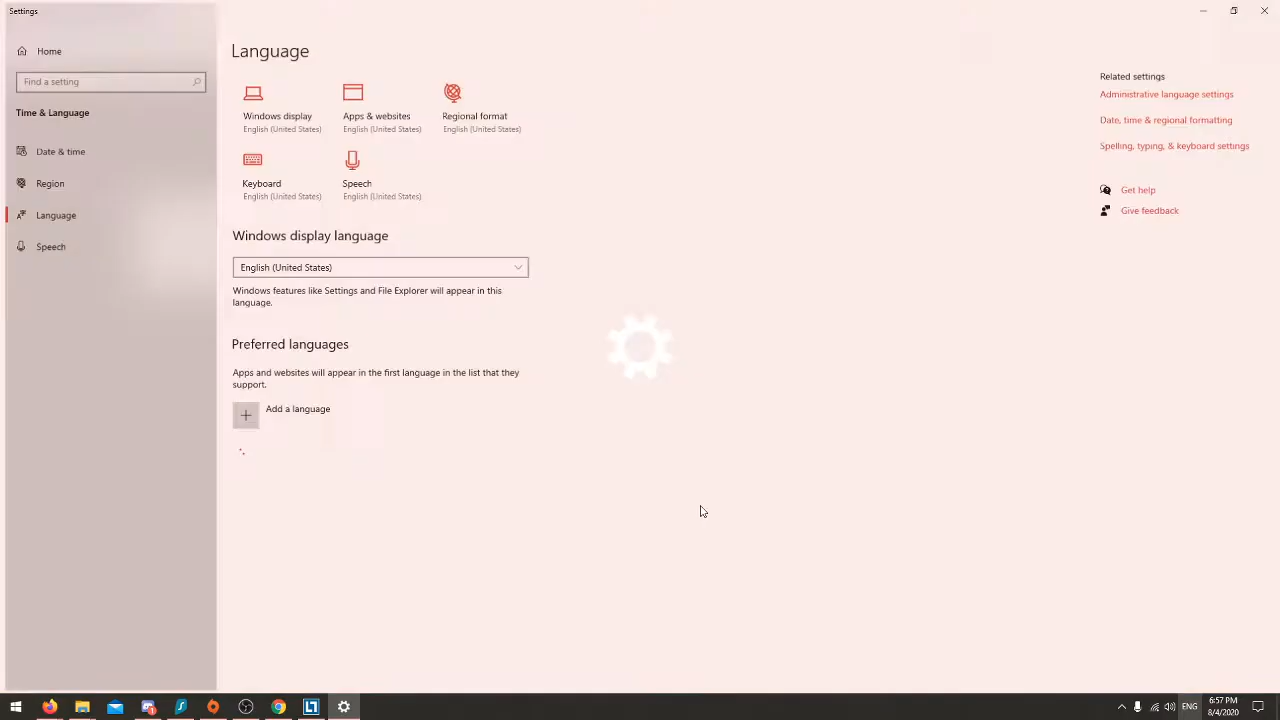 Settings
Home
Find a setting
Time & Language
Date & time
Region
Language
Speech
Language
Windows display
English (United States)
Apps & websites
English (United States)
Regional format
English (United States)
Keyboard
English (United States)
Speech
English (United States)
Windows display language
English (United States)
Windows features like Settings and File Explorer will appear in this
language.
Preferred languages
Apps and websites will appear in the first language in the list that they
support.
Add a language
Related settings
Administrative language settings
Date, time & regional formatting
Spelling, typing, & keyboard settings
Get help
Give feedback
ENG
6:57 PM
8/4/2020